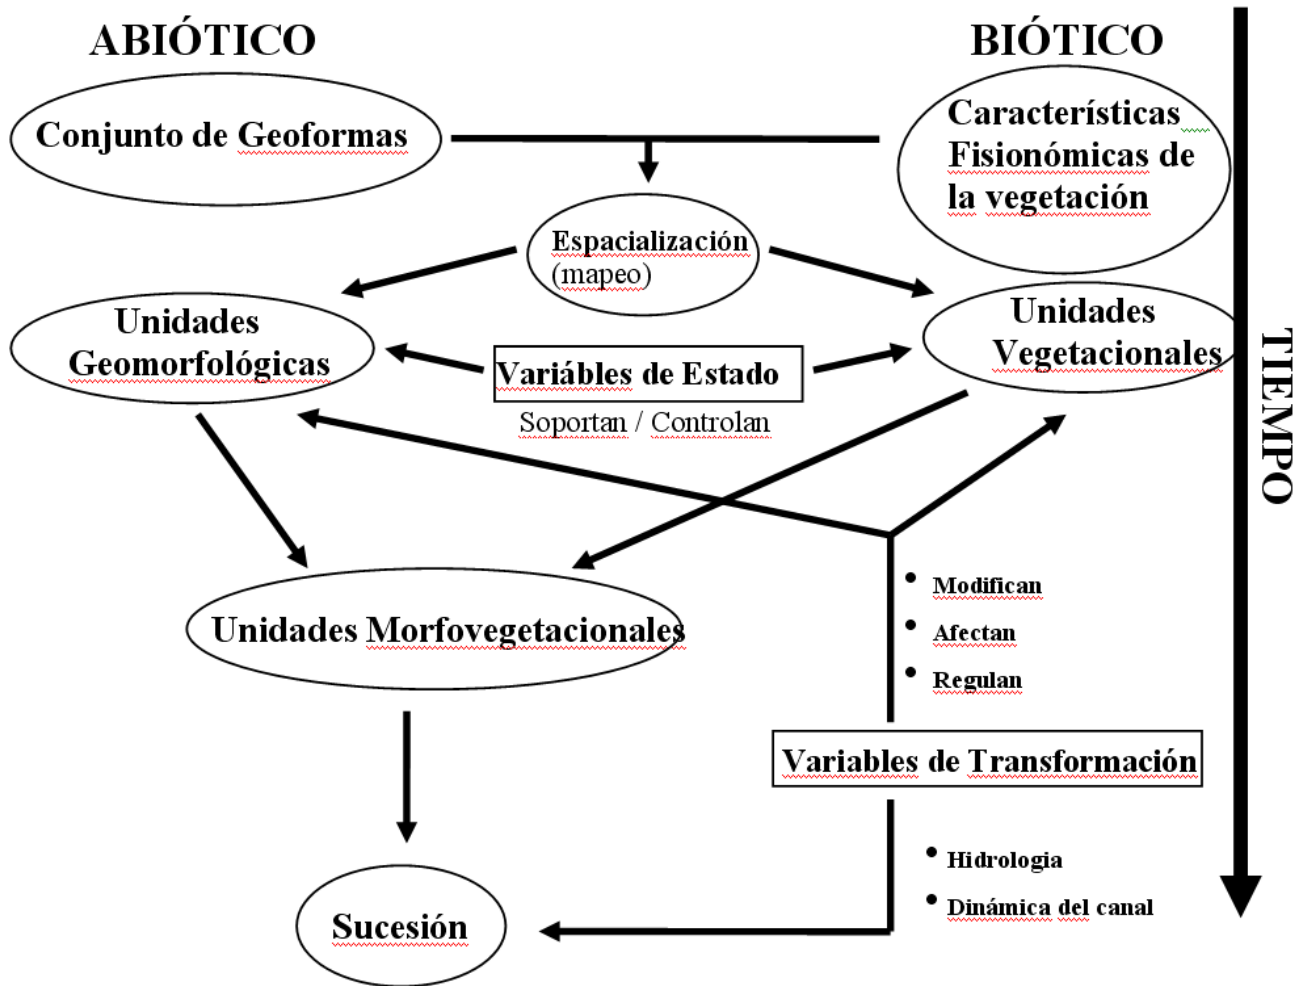 ABIÓTICO
BIÓTICO
Conjunto de Geoformas
Característísticas
Fisionómicas de
la vegetación
Espacialización
(mapeo)
Unidades
Geomorfológicas
Unidades
Vegetacionales
Variábles de Estado
Soportan / Controlan
TIEMPO
Unidades Morfovegetacionales
• Modifican
• Afectan
• Regulan
Variables de Transformación
• Hidrologia
• Dinámica del canal
Sucesión